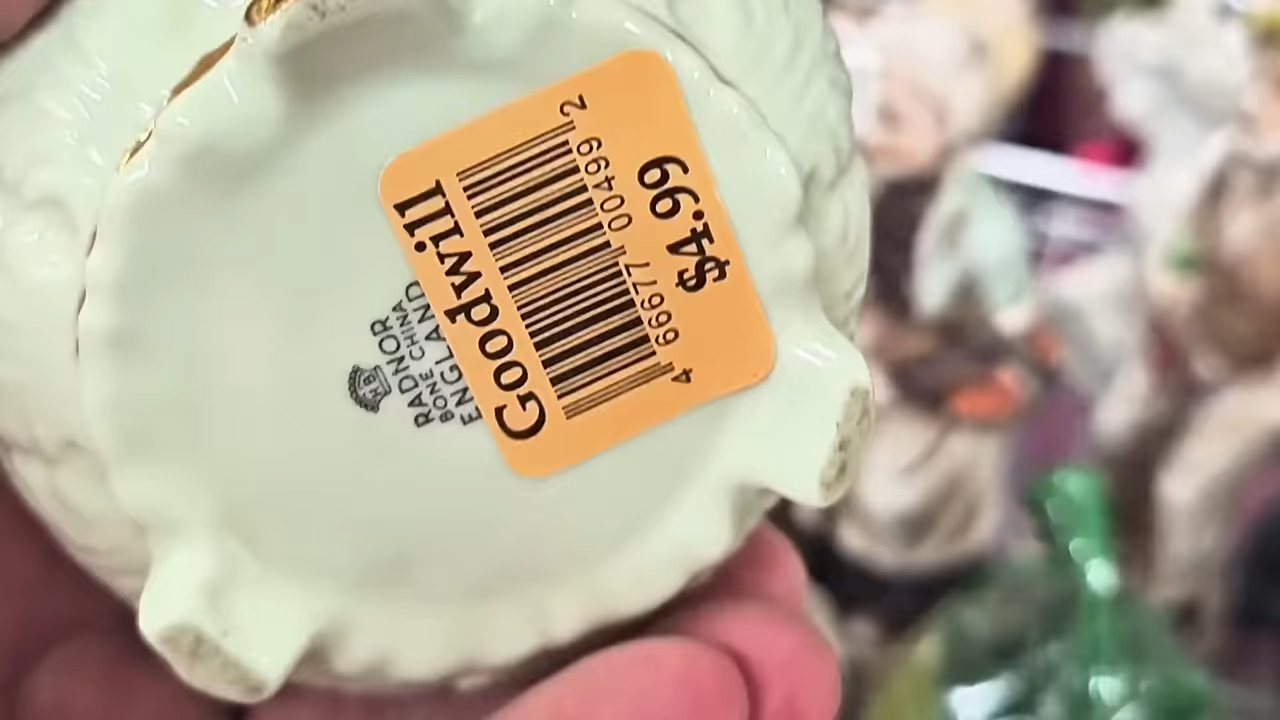 Goodwill
4 66677 00499 2
$4.99
H B
RADNOR
BONE CHINA
ENGLAND